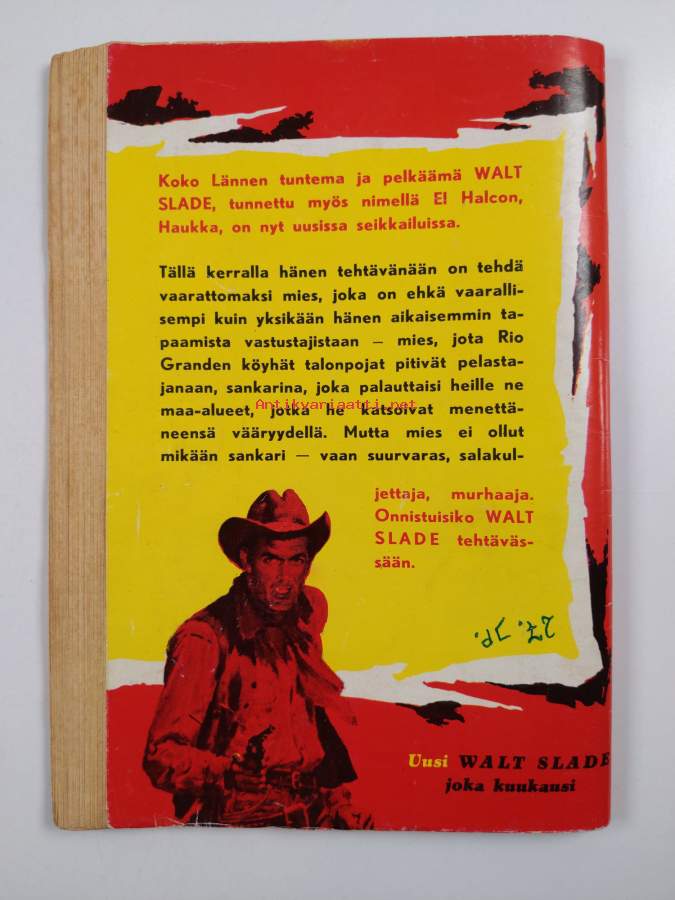 Koko Lännen tuntema ja pelkäämä WALT
SLADE, tunnettu myös nimellä El Halcon,
Haukka, on nyt uusissa seikkailuissa.
Tällä kerralla hänen tehtävänään on tehdä
vaarattomaksi mies, joka on ehkä vaaralli-
sempi kuin yksikään hänen aikaisemmin ta-
paamista vastustajistaan — mies, jota Rio
Granden köyhät talonpojat pitivät pelasta-
janaan, sankarina, joka palauttaisi heille ne
Antikvariaatti.net
maa-alueet, jotka he katsoivat menettä-
neensä vääryydellä. Mutta mies ei ollut
mikään sankari — vaan suurvaras, salakul-
jettaja, murhaaja.
Onnistuisiko WALT
SLADE tehtäväs-
sään.
Uusi WALT SLADE
joka kuukausi